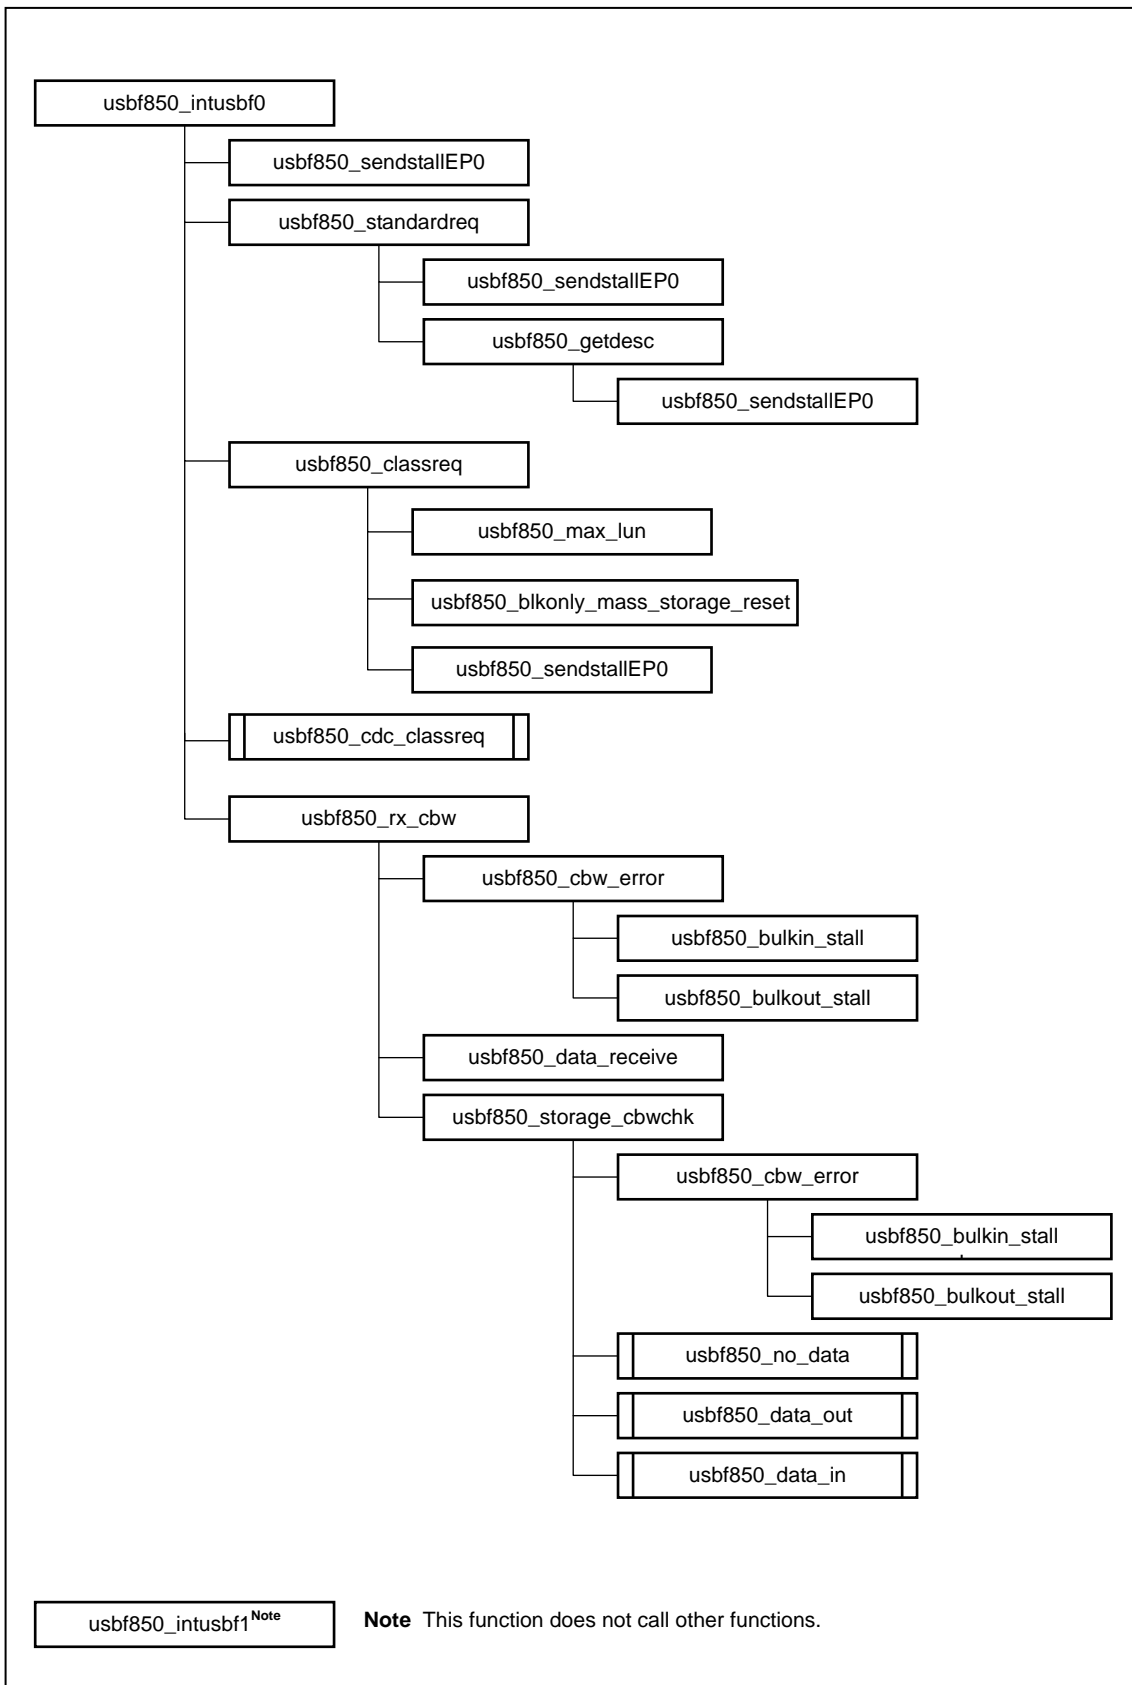 usbf850_intusbf0
usbf850_sendstallEP0
usbf850_standardreq
usbf850_sendstallEP0
usbf850_getdesc
usbf850_sendstallEP0
usbf850_classreq
usbf850_max_lun
usbf850_blkonly_mass_storage_reset
usbf850_sendstallEP0
usbf850_cdc_classreq
usbf850_rx_cbw
usbf850_cbw_error
usbf850_bulkin_stall
usbf850_bulkout_stall
usbf850_data_receive
usbf850_storage_cbwchk
usbf850_cbw_error
usbf850_bulkin_stall
usbf850_bulkout_stall
usbf850_no_data
usbf850_data_out
usbf850_data_in
usbf850_intusbf1Note
Note This function does not call other functions.